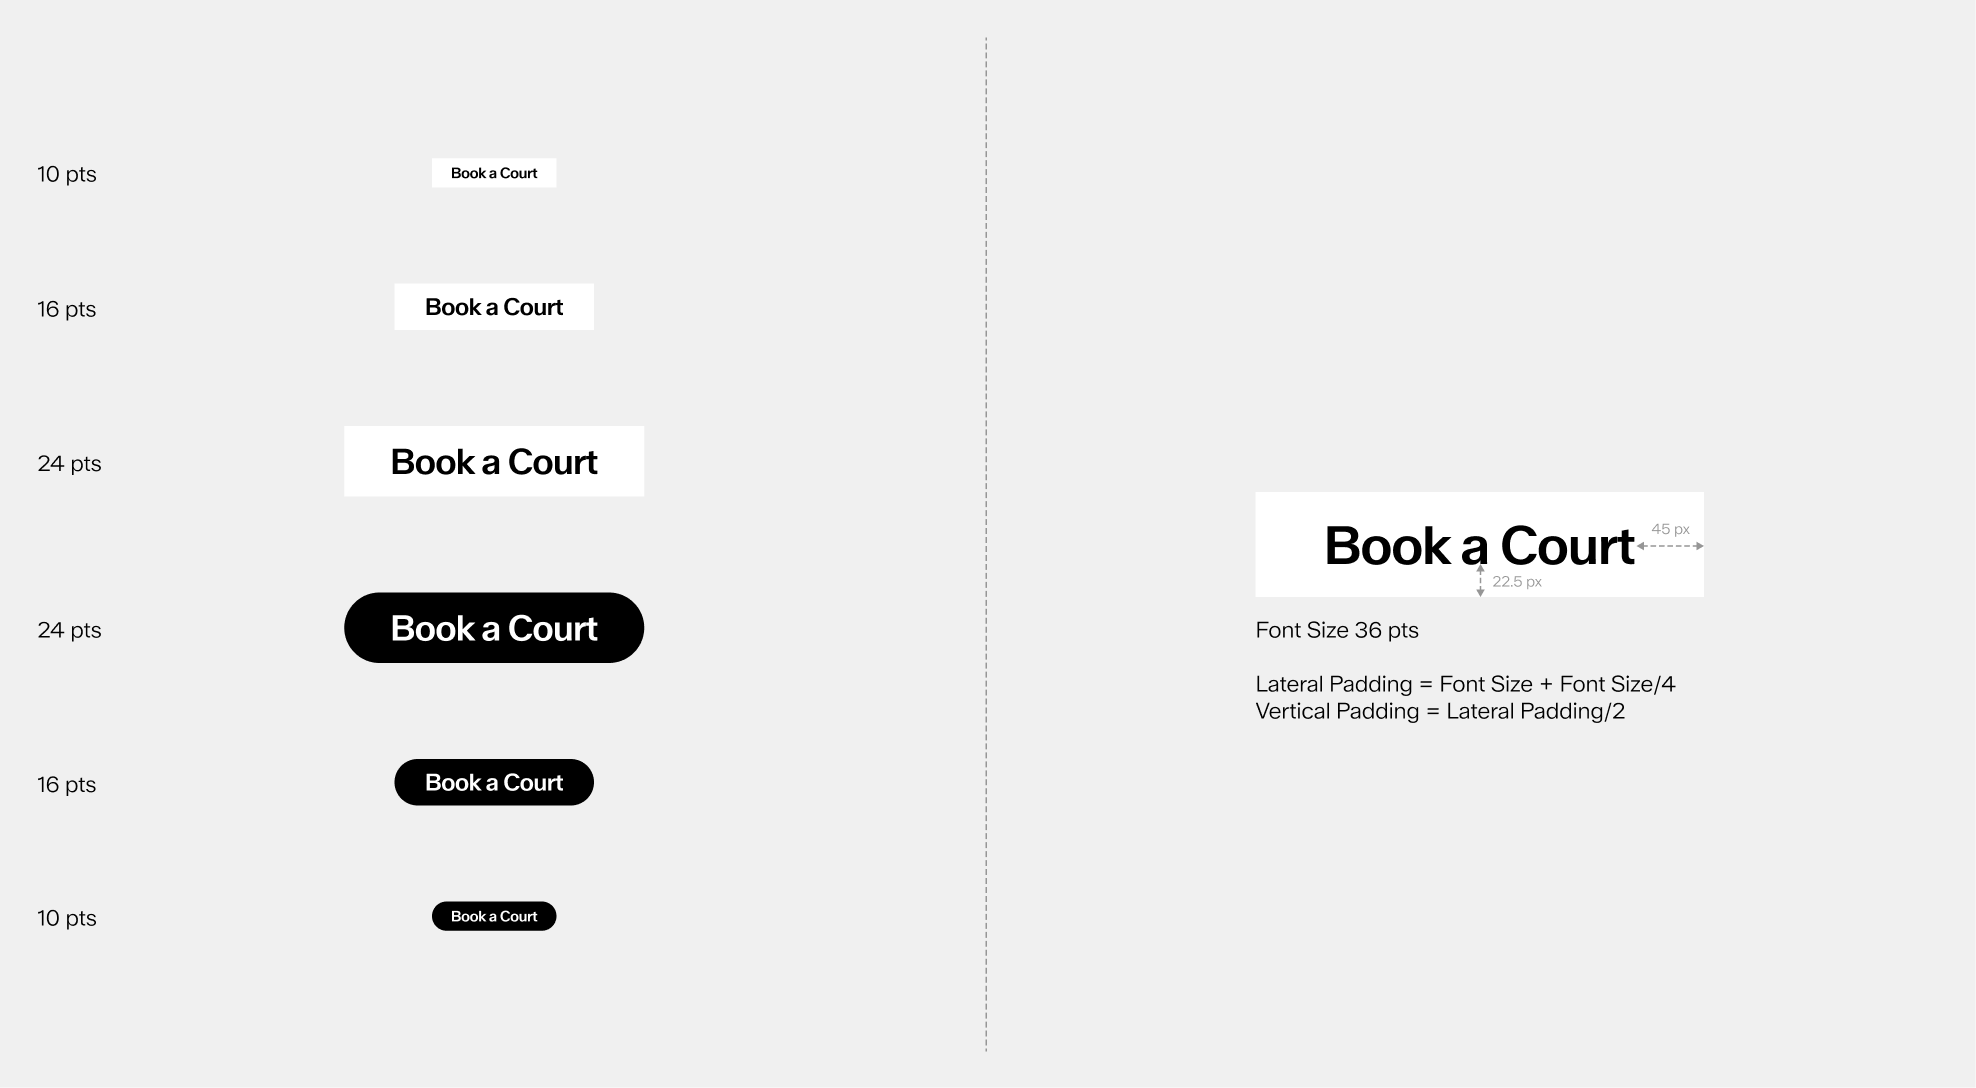 10 pts
Book a Court
16 pts
Book a Court
24 pts
Book a Court
24 pts
Book a Court
16 pts
Book a Court
10 pts
Book a Court
Book a Court
45 px
22.5 px
Font Size 36 pts
Lateral Padding = Font Size + Font Size/4
Vertical Padding = Lateral Padding/2